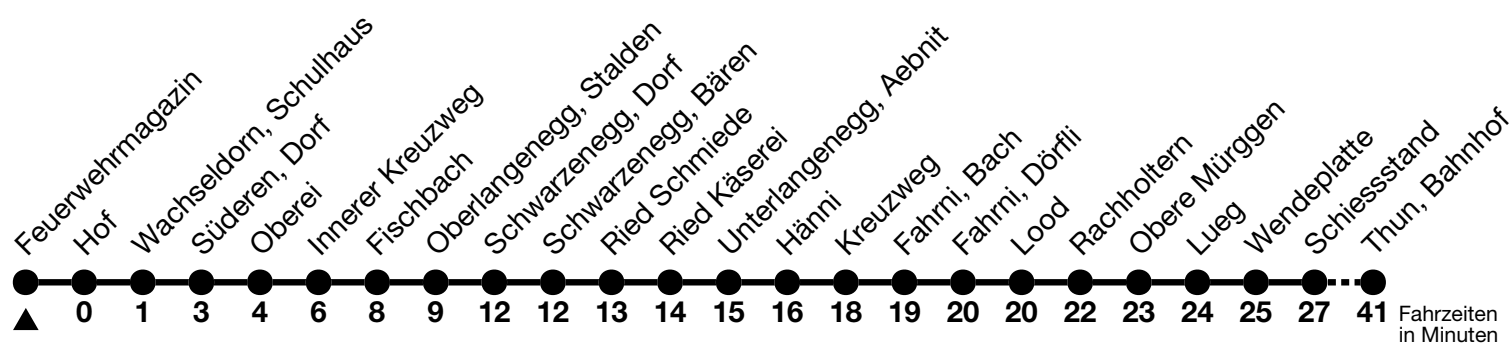 Feuerwehrmagazin
Hof
Wachseldorn, Schulhaus
Süderen, Dorf
Oberei
Innerer Kreuzweg
Fischbach
Oberlangenegg, Stalden
Schwarzenegg, Dorf
Schwarzenegg, Bären
Ried Schmiede
Ried Käserei
Unterlangenegg, Aebnit
Hänni
Kreuzweg
Fahrni, Bach
Fahrni, Dörfli
Lood
Rachholtern
Obere Mürggen
Lueg
Wendeplatte
Schiessstand
Thun, Bahnhof
0 1 3 4 6 8 9 12 12 13 14 15 16 18 19 20 20 22 23 24 25 27 41
Fahrzeiten
in Minuten